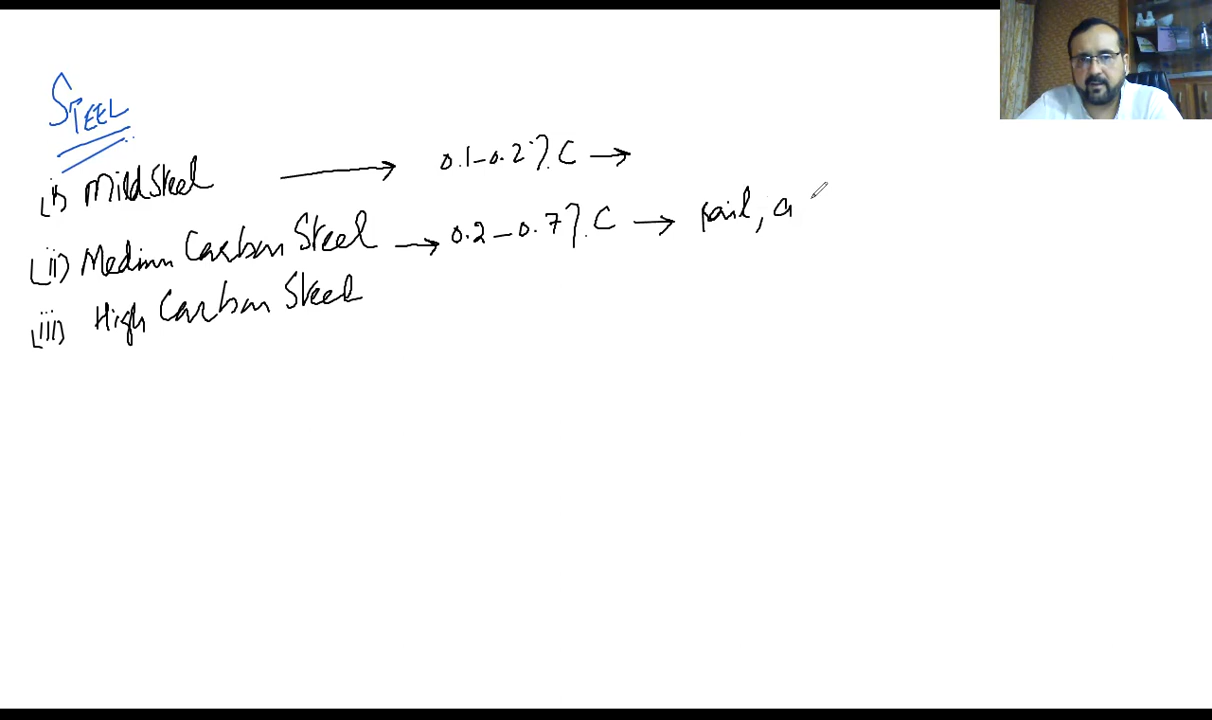 STEEL
(i) Mild Steel → 0.1-0.2% C →
(ii) Medium Carbon Steel → 0.2-0.7% C → rail, a
(iii) High Carbon Steel